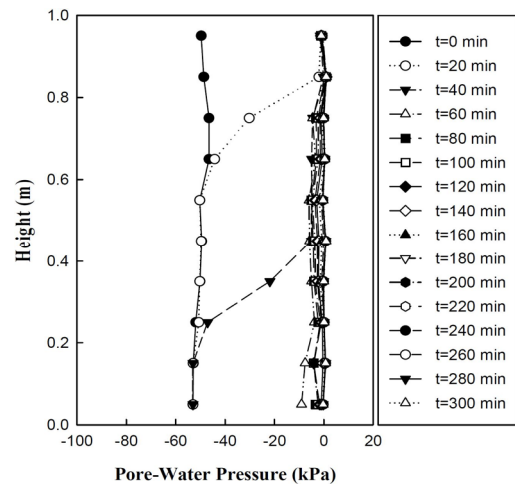 1.0
0.8
0.6
0.4
0.2
0.0
Height (m)
-100 -80 -60 -40 -20 0 20
Pore-Water Pressure (kPa)
t=0 min
t=20 min
t=40 min
t=60 min
t=80 min
t=100 min
t=120 min
t=140 min
t=160 min
t=180 min
t=200 min
t=220 min
t=240 min
t=260 min
t=280 min
t=300 min